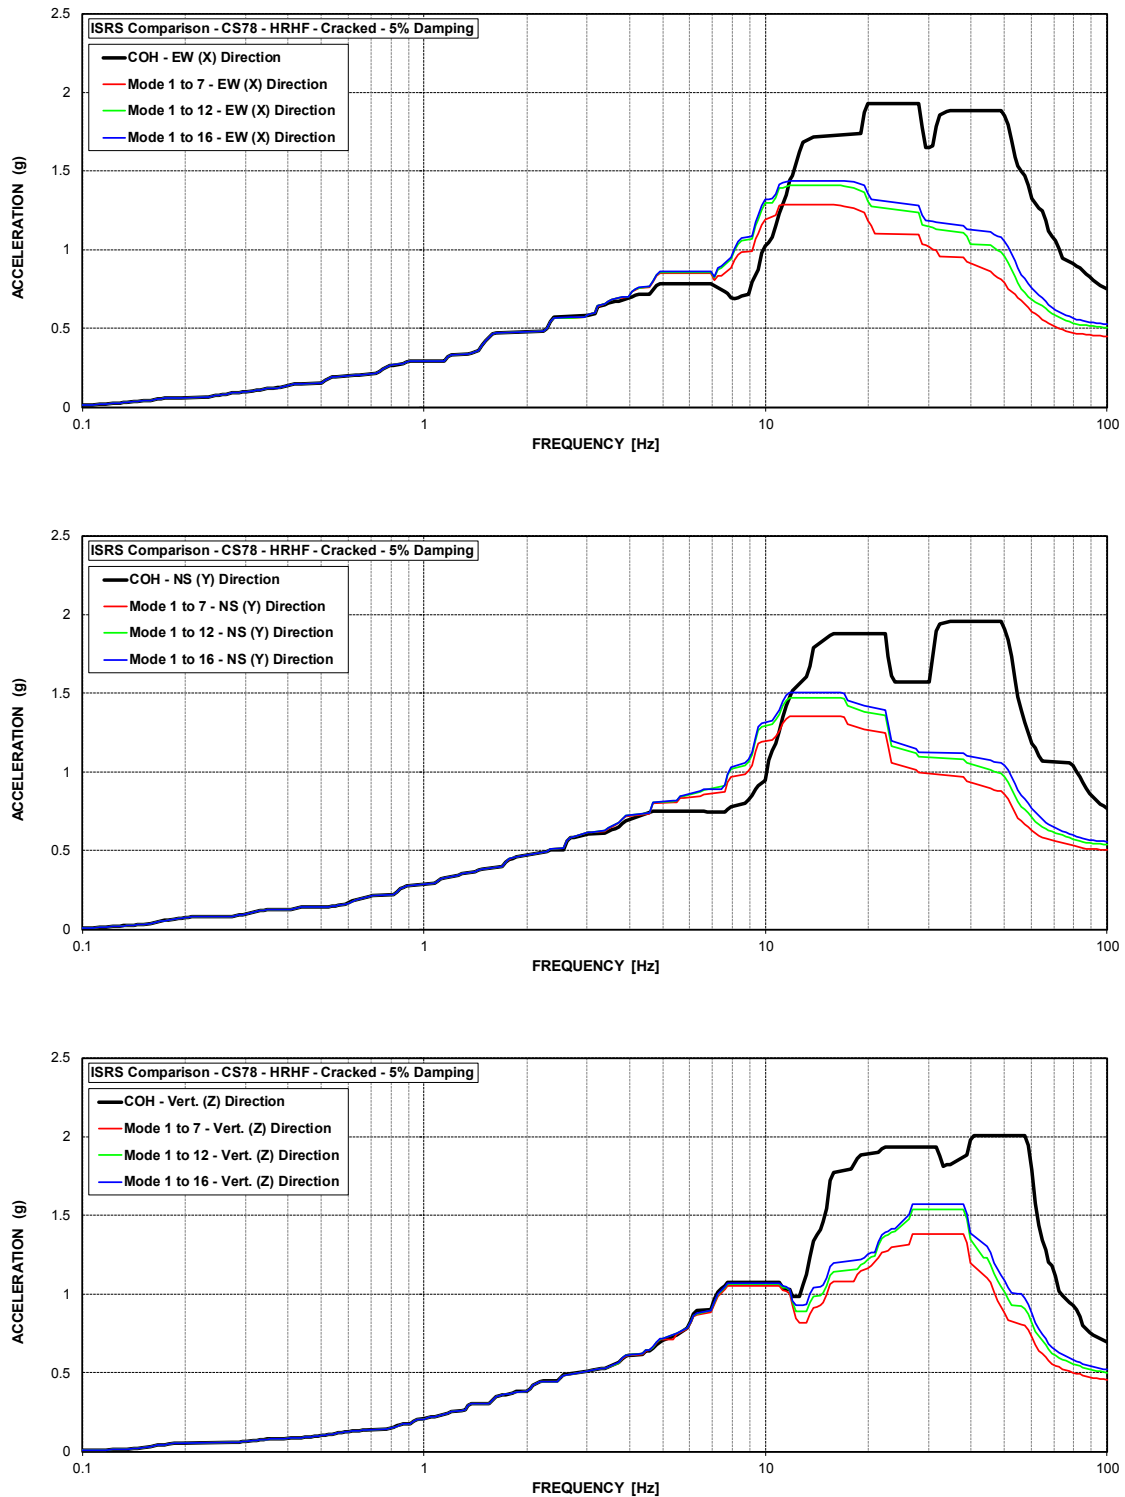 ISRS Comparison - CS78 - HRHF - Cracked - 5% Damping
COH - EW (X) Direction
Mode 1 to 7 - EW (X) Direction
Mode 1 to 12 - EW (X) Direction
Mode 1 to 16 - EW (X) Direction
ACCELERATION (g)
2.5
2
1.5
1
0.5
0
0.1
1
10
100
FREQUENCY [Hz]
ISRS Comparison - CS78 - HRHF - Cracked - 5% Damping
COH - NS (Y) Direction
Mode 1 to 7 - NS (Y) Direction
Mode 1 to 12 - NS (Y) Direction
Mode 1 to 16 - NS (Y) Direction
ACCELERATION (g)
2.5
2
1.5
1
0.5
0
0.1
1
10
100
FREQUENCY [Hz]
ISRS Comparison - CS78 - HRHF - Cracked - 5% Damping
COH - Vert. (Z) Direction
Mode 1 to 7 - Vert. (Z) Direction
Mode 1 to 12 - Vert. (Z) Direction
Mode 1 to 16 - Vert. (Z) Direction
ACCELERATION (g)
2.5
2
1.5
1
0.5
0
0.1
1
10
100
FREQUENCY [Hz]